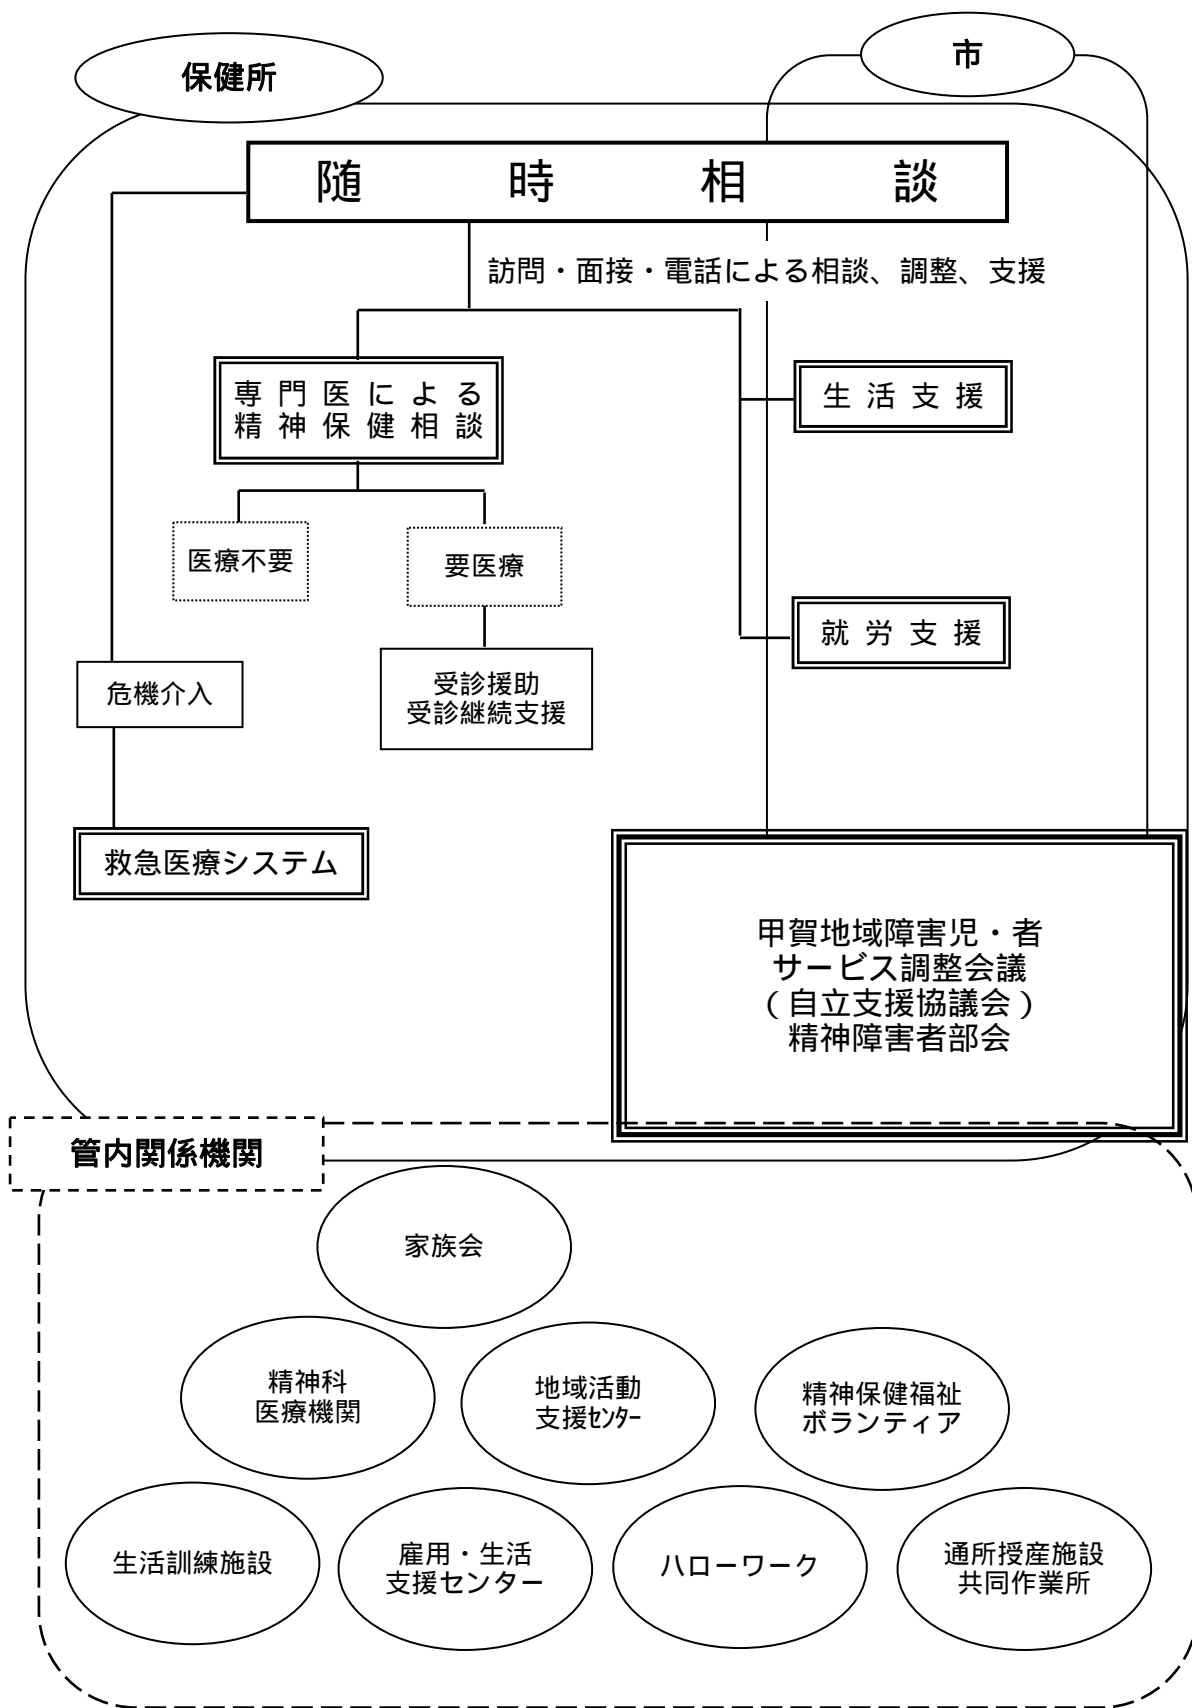 保健所
市
随時相談
訪問・面接・電話による相談、調整、支援
専門医による
精神保健相談
生活支援
医療不要
要医療
就労支援
危機介入
受診援助
受診継続支援
救急医療システム
甲賀地域障害児・者
サービス調整会議
（自立支援協議会）
精神障害者部会
管内関係機関
家族会
精神科
医療機関
地域活動
支援ｾﾝﾀｰ
精神保健福祉
ボランティア
生活訓練施設
雇用・生活
支援センター
ハローワーク
通所授産施設
共同作業所